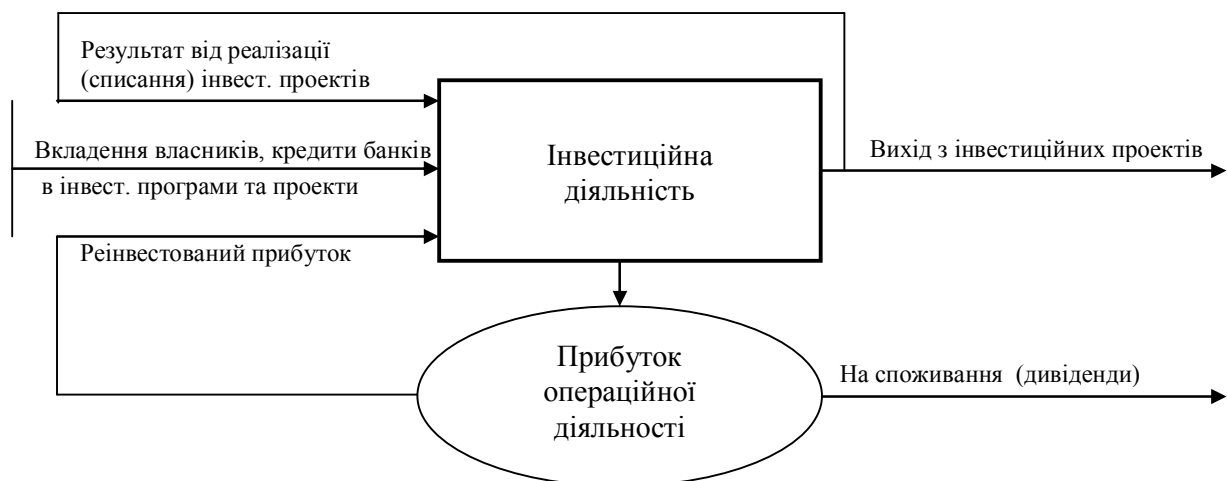 Результат від реалізації
(списання) інвест. проектів
Вкладення власників, кредити банків
в інвест. програми та проекти
Реінвестований прибуток
Інвестиційна
діяльність
Вихід з інвестиційних проектів
Прибуток
операційної
діяльності
На споживання (дивіденди)